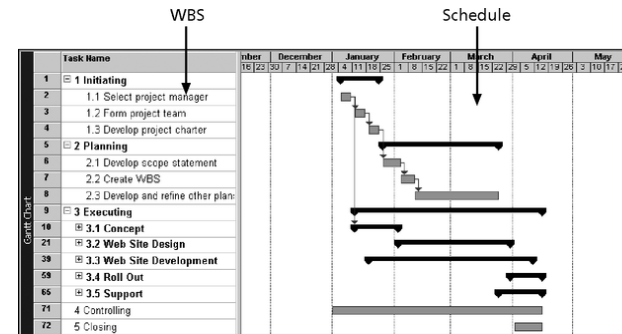 WBS Schedule
Task Name mber December January February March April May
16 23 30 7 14 21 28 4 11 18 25 1 8 15 22 1 8 15 22 29 5 12 19 26 3 10 17
1 1 Initiating
2 1.1 Select project manager
3 1.2 Form project team
4 1.3 Develop project charter
5 2 Planning
6 2.1 Develop scope statement
7 2.2 Create WBS
8 2.3 Develop and refine other plans
9 3 Executing
10 3.1 Concept
21 3.2 Web Site Design
39 3.3 Web Site Development
59 3.4 Roll Out
65 3.5 Support
71 4 Controlling
72 5 Closing
Gantt Chart